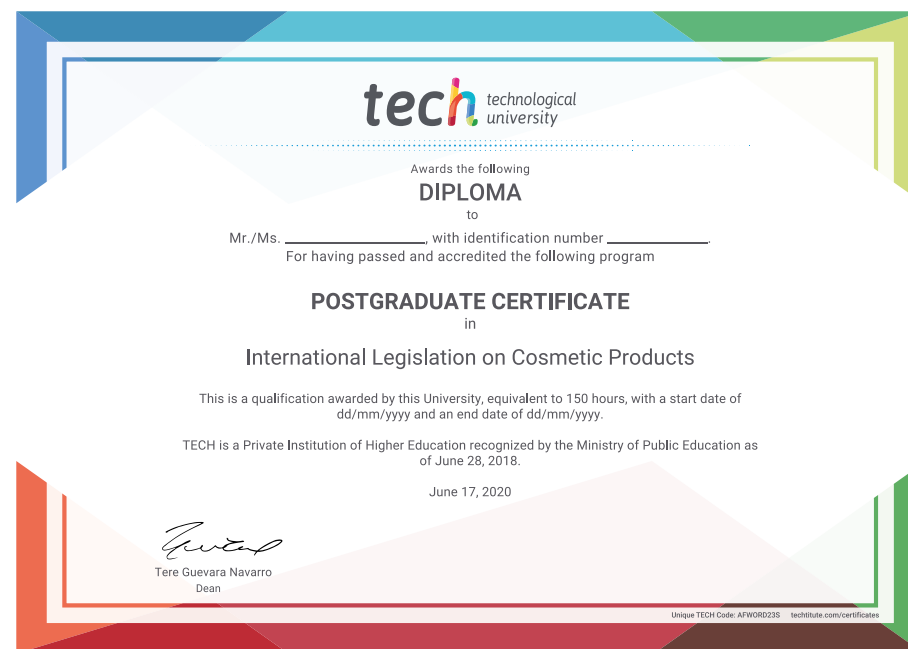 tech technological
university
Awards the following
DIPLOMA
to
Mr./Ms. ____________, with identification number ____________.
For having passed and accredited the following program
POSTGRADUATE CERTIFICATE
in
International Legislation on Cosmetic Products
This is a qualification awarded by this University, equivalent to 150 hours, with a start date of
dd/mm/yyyy and an end date of dd/mm/yyyy.
TECH is a Private Institution of Higher Education recognized by the Ministry of Public Education as
of June 28, 2018.
June 17, 2020
Tere Guevara Navarro
Dean
Unique TECH Code: AFWORD23S techtitute.com/certificates